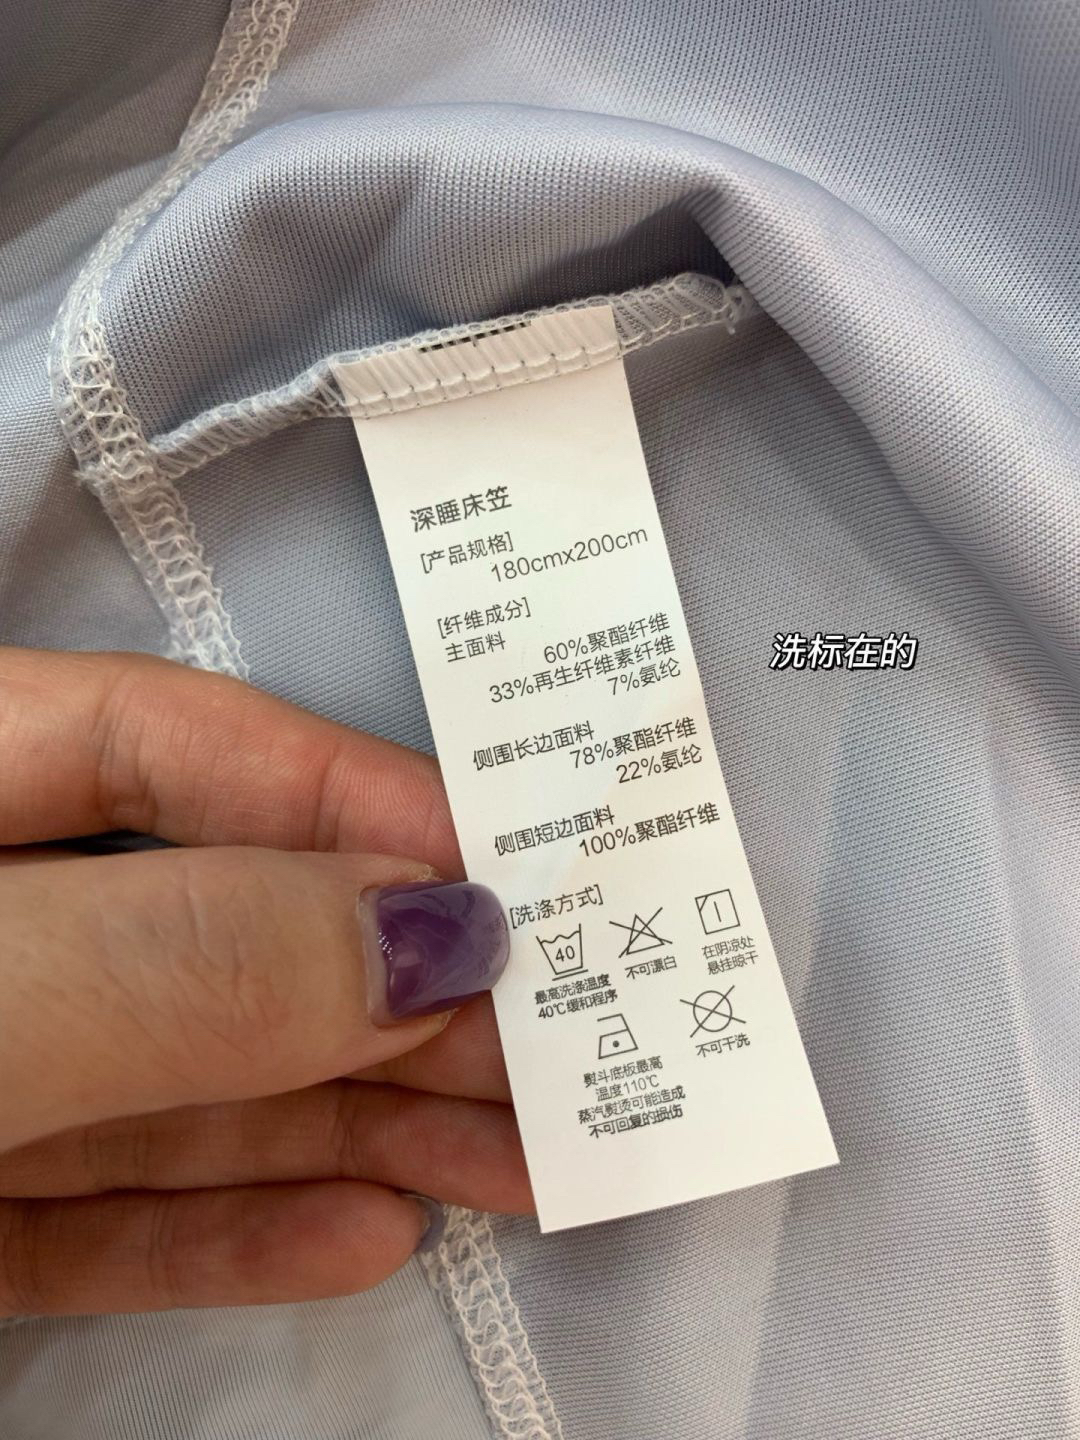 深睡床笠
[产品规格]
180cmx200cm
[纤维成分]
主面料
60%聚酯纤维
33%再生纤维素纤维
7%氨纶
侧围长边面料
78%聚酯纤维
22%氨纶
侧围短边面料
100%聚酯纤维
[洗涤方式]
40
最高洗涤温度
40℃缓和程序
不可漂白
在阴凉处
悬挂晾干
熨斗底板最高
温度110℃
蒸汽熨烫可能造成
不可回复的损伤
不可干洗
洗标在的